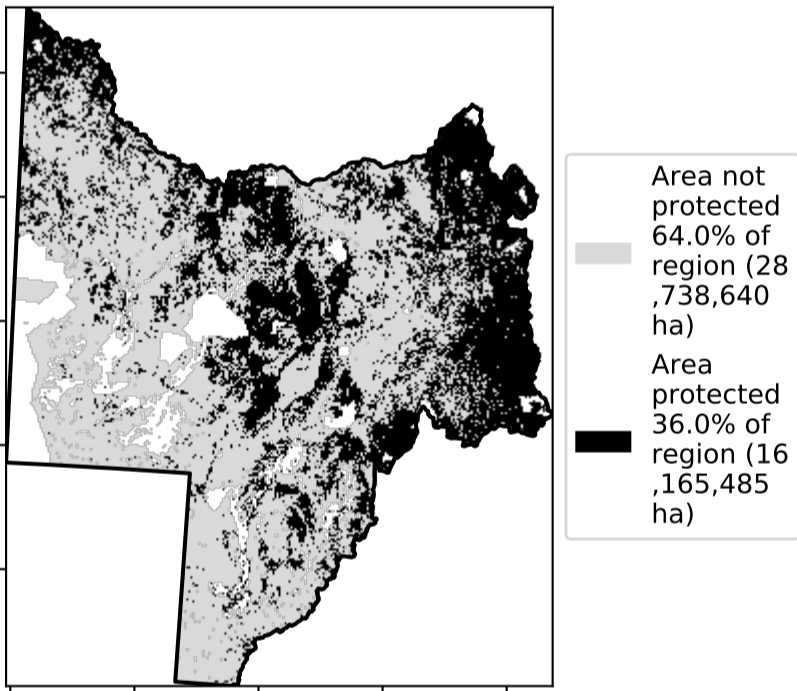 Area not
protected
64.0% of
region (28
,738,640
ha)
Area
protected
36.0% of
region (16
,165,485
ha)